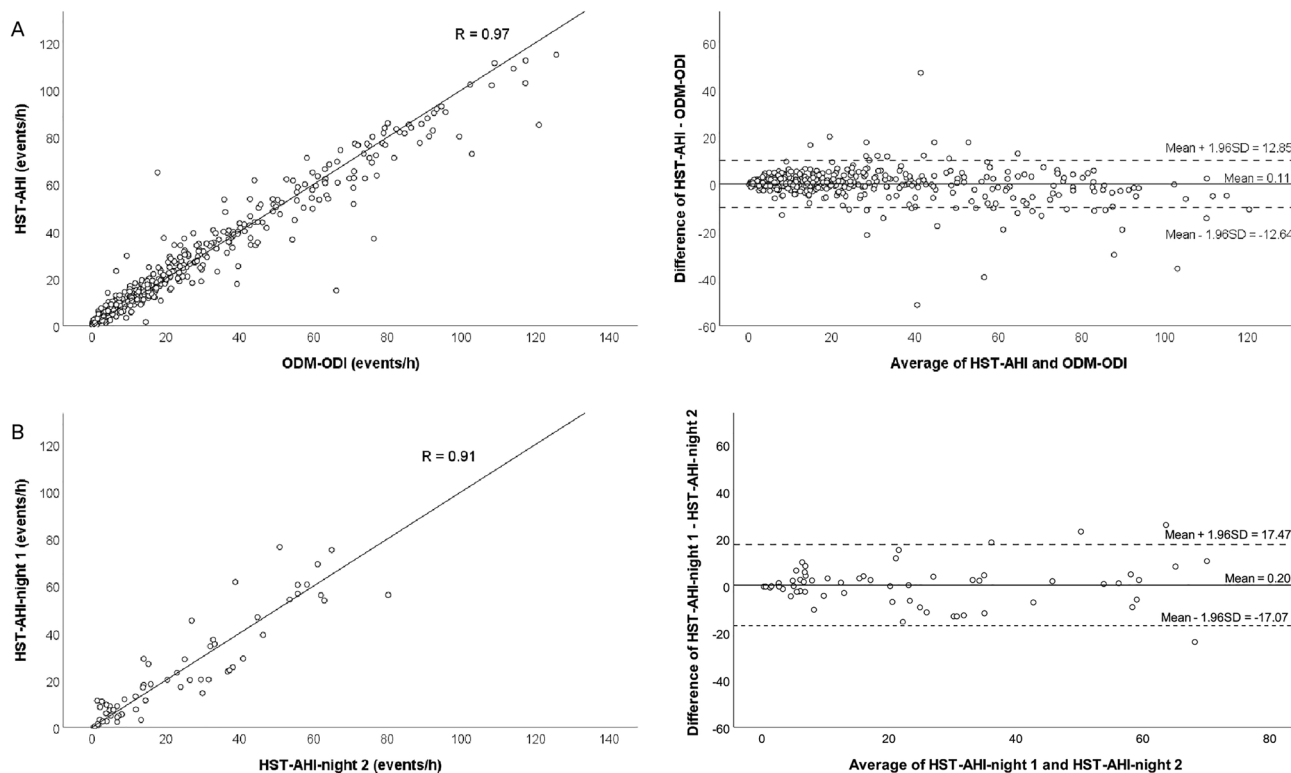 A
HST-AHI (events/h)
120
100
80
60
40
20
0
R = 0.97
0 20 40 60 80 100 120 140
ODM-ODI (events/h)
Difference of HST-AHI - ODM-ODI
60
40
20
0
-20
-40
-60
Mean + 1.96SD = 12.85
Mean = 0.11
Mean - 1.96SD = -12.64
0 20 40 60 80 100 120
Average of HST-AHI and ODM-ODI
B
HST-AHI-night 1 (events/h)
120
100
80
60
40
20
0
R = 0.91
0 20 40 60 80 100 120 140
HST-AHI-night 2 (events/h)
Difference of HST-AHI-night 1 - HST-AHI-night 2
60
40
20
0
-20
-40
-60
Mean + 1.96SD = 17.47
Mean = 0.20
Mean - 1.96SD = -17.07
0 20 40 60 80
Average of HST-AHI-night 1 and HST-AHI-night 2